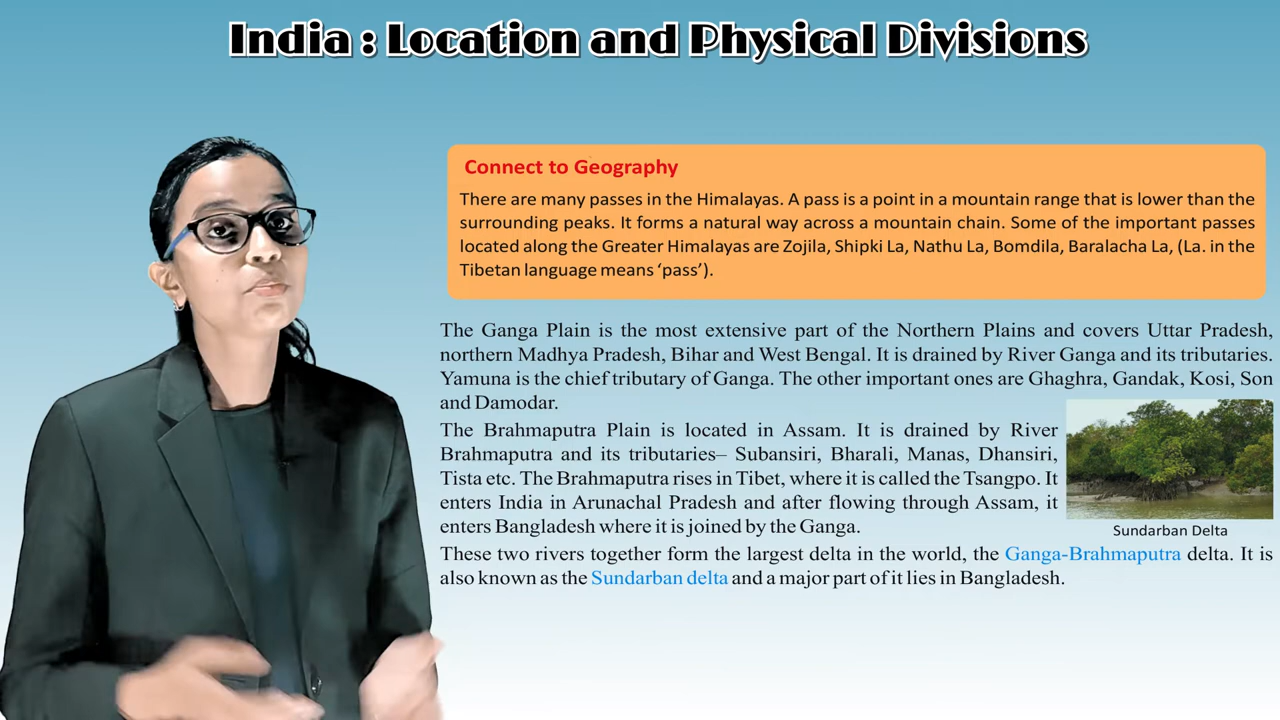 India : Location and Physical Divisions
Connect to Geography
There are many passes in the Himalayas. A pass is a point in a mountain range that is lower than the
surrounding peaks. It forms a natural way across a mountain chain. Some of the important passes
located along the Greater Himalayas are Zojila, Shipki La, Nathu La, Bomdila, Baralacha La, (La. in the
Tibetan language means ‘pass’).
The Ganga Plain is the most extensive part of the Northern Plains and covers Uttar Pradesh,
northern Madhya Pradesh, Bihar and West Bengal. It is drained by River Ganga and its tributaries.
Yamuna is the chief tributary of Ganga. The other important ones are Ghaghra, Gandak, Kosi, Son
and Damodar.
The Brahmaputra Plain is located in Assam. It is drained by River
Brahmaputra and its tributaries– Subansiri, Bharali, Manas, Dhansiri,
Tista etc. The Brahmaputra rises in Tibet, where it is called the Tsangpo. It
enters India in Arunachal Pradesh and after flowing through Assam, it
enters Bangladesh where it is joined by the Ganga.
Sundarban Delta
These two rivers together form the largest delta in the world, the Ganga-Brahmaputra delta. It is
also known as the Sundarban delta and a major part of it lies in Bangladesh.